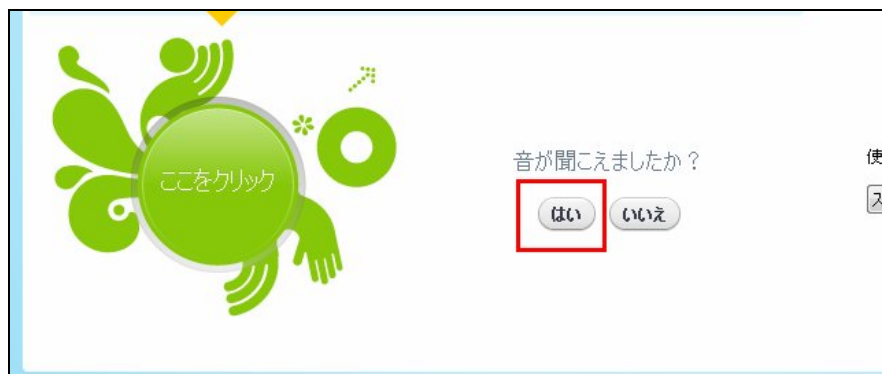 ここをクリック
音が聞こえましたか？
はい
いいえ
使
ス